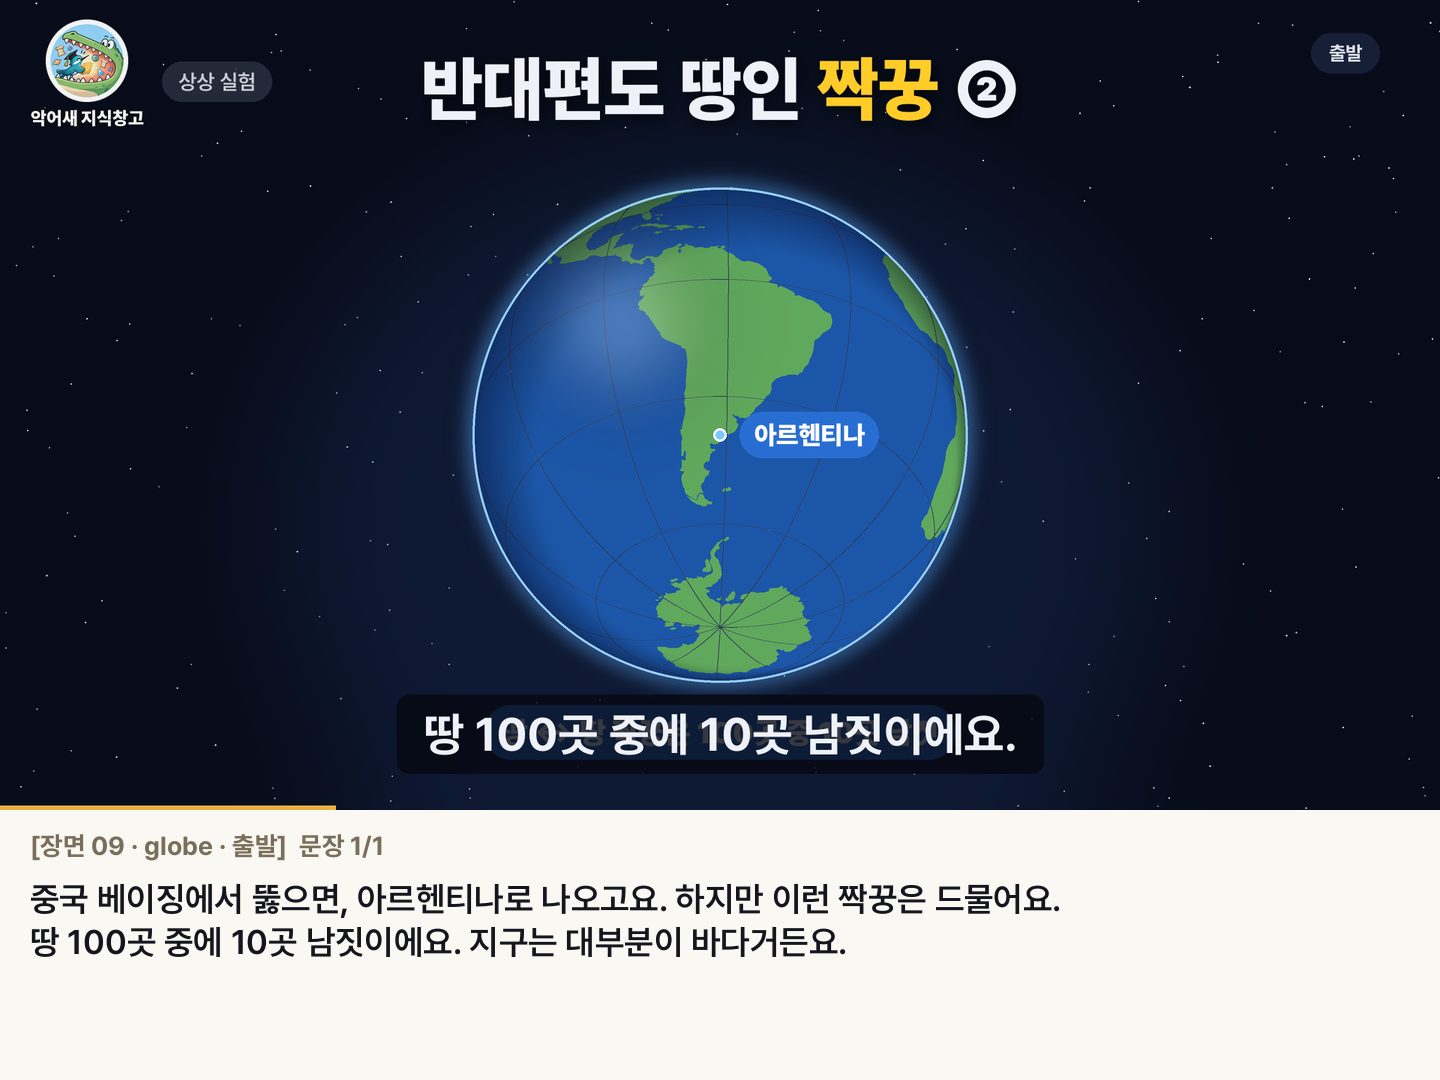 악어새 지식창고
상상 실험
반대편도 땅인 짝꿍 ②
출발
아르헨티나
땅 100곳 중에 10곳 남짓이에요.
[장면 09 · globe · 출발] 문장 1/1
중국 베이징에서 뚫으면, 아르헨티나로 나오고요. 하지만 이런 짝꿍은 드물어요.
땅 100곳 중에 10곳 남짓이에요. 지구는 대부분이 바다거든요.